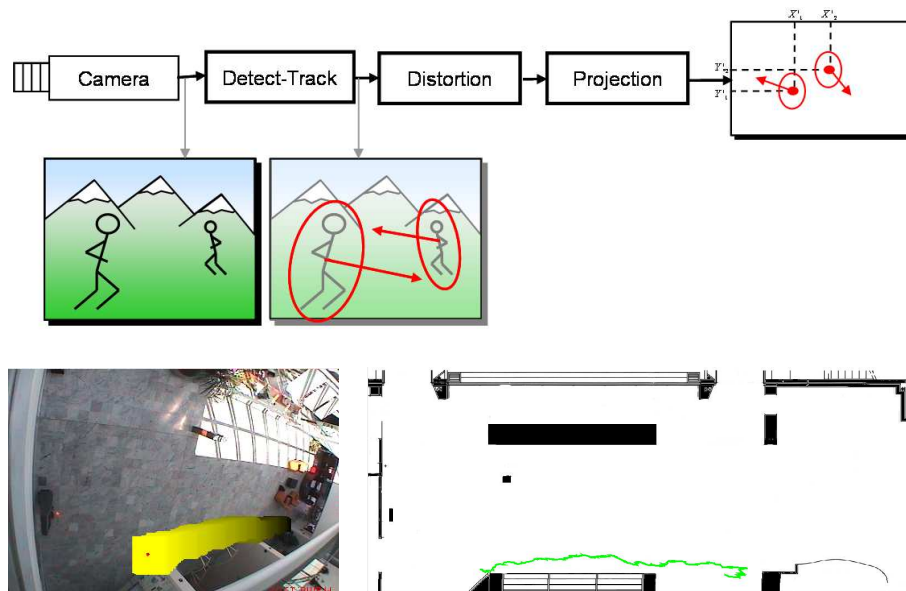 X'₁ X'₂
Camera
Detect-Track
Distortion
Projection
Y'₂
Y'₁